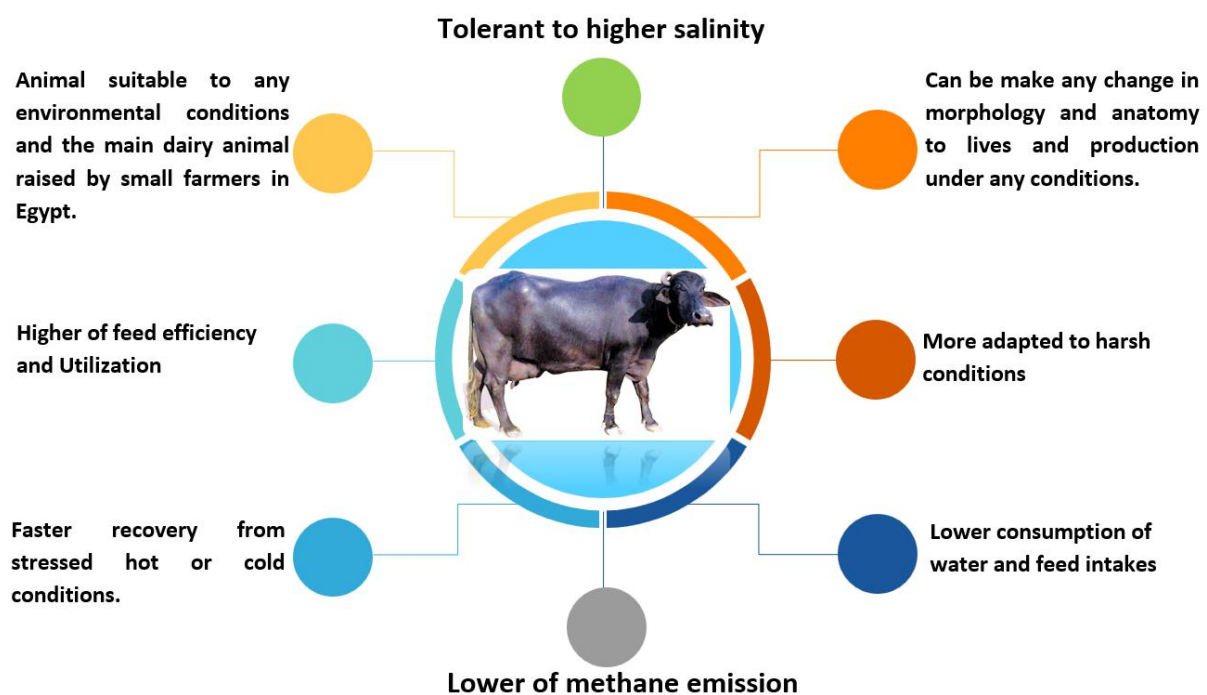 Tolerant to higher salinity
Animal suitable to any
environmental conditions
and the main dairy animal
raised by small farmers in
Egypt.
Can be make any change in
morphology and anatomy
to lives and production
under any conditions.
Higher of feed efficiency
and Utilization
More adapted to harsh
conditions
Faster recovery from
stressed hot or cold
conditions.
Lower consumption of
water and feed intakes
Lower of methane emission